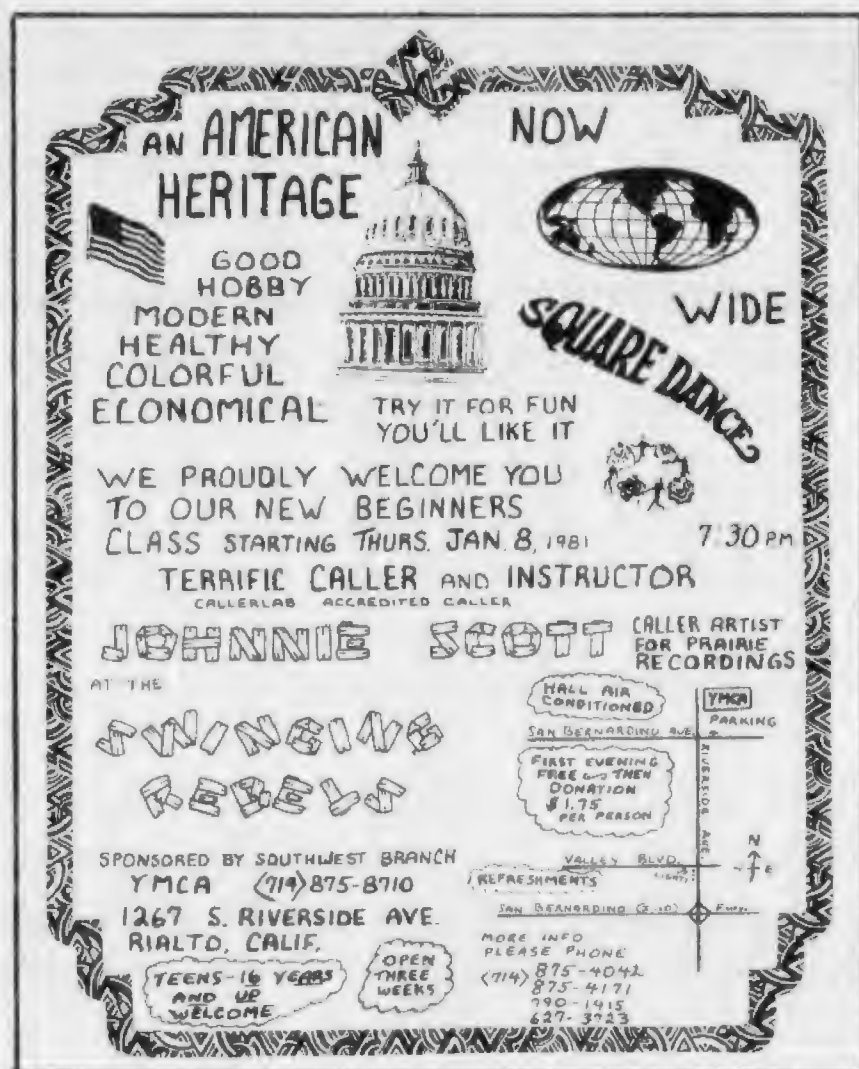 AN AMERICAN
HERITAGE
NOW
WIDE
SQUARE DANCE
GOOD
HOBBY
MODERN
HEALTHY
COLORFUL
ECONOMICAL
TRY IT FOR FUN
YOU'LL LIKE IT
WE PROUDLY WELCOME YOU
TO OUR NEW BEGINNERS
CLASS STARTING THURS. JAN. 8, 1981
7:30 PM
TERRIFIC CALLER AND INSTRUCTOR
CALLERLAB ACCREDITED CALLER
JOHNNIE SCOTT
CALLER ARTIST
FOR PRAIRIE
RECORDINGS
AT THE
SWINGING
REBELS
HALL AIR
CONDITIONED
YMCA
PARKING
SAN BERNARDINO AVE.
RIVERSIDE AVE.
FIRST EVENING
FREE THEN
DONATION
$1.75
PER PERSON
N
E
VALLEY BLVD.
REFRESHMENTS
SAN BERNARDINO FWY.
SPONSORED BY SOUTHWEST BRANCH
YMCA (714) 875-8710
1267 S. RIVERSIDE AVE.
RIALTO, CALIF.
TEENS-16 YEARS
AND UP
WELCOME
OPEN
THREE
WEEKS
MORE INFO
PLEASE PHONE
(714) 875-4042
875-4171
790-1415
627-3723